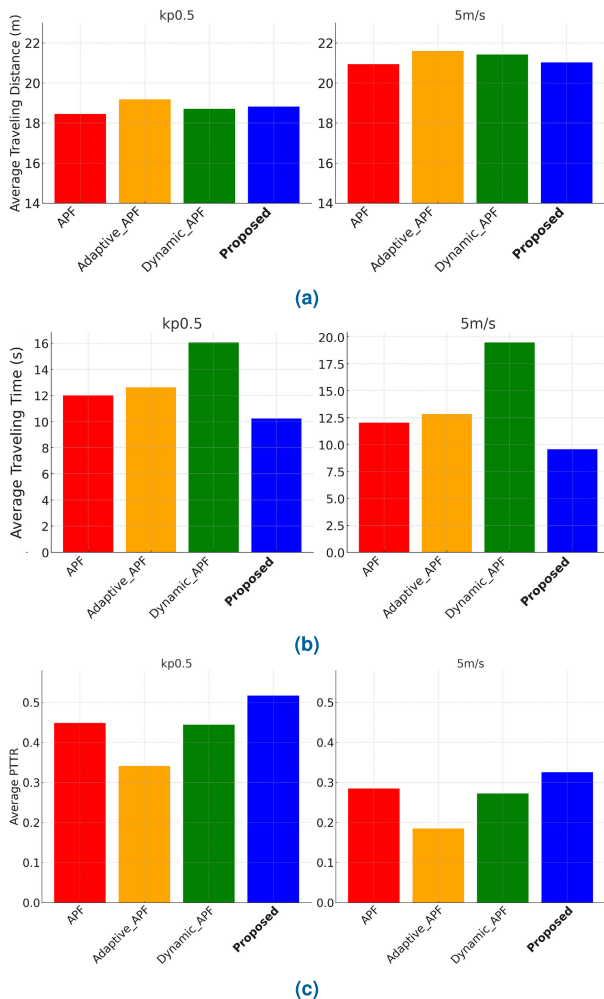 kp0.5
5m/s
Average Traveling Distance (m)
22
20
18
16
14
22
20
18
16
14
APF
Adaptive_APF
Dynamic_APF
Proposed
APF
Adaptive_APF
Dynamic_APF
Proposed
(a)
kp0.5
5m/s
Average Traveling Time (s)
16
14
12
10
8
6
4
2
0
20.0
17.5
15.0
12.5
10.0
7.5
5.0
2.5
0.0
APF
Adaptive_APF
Dynamic_APF
Proposed
APF
Adaptive_APF
Dynamic_APF
Proposed
(b)
kp0.5
5m/s
Average PTTR
0.5
0.4
0.3
0.2
0.1
0.0
0.5
0.4
0.3
0.2
0.1
0.0
APF
Adaptive_APF
Dynamic_APF
Proposed
APF
Adaptive_APF
Dynamic_APF
Proposed
(c)